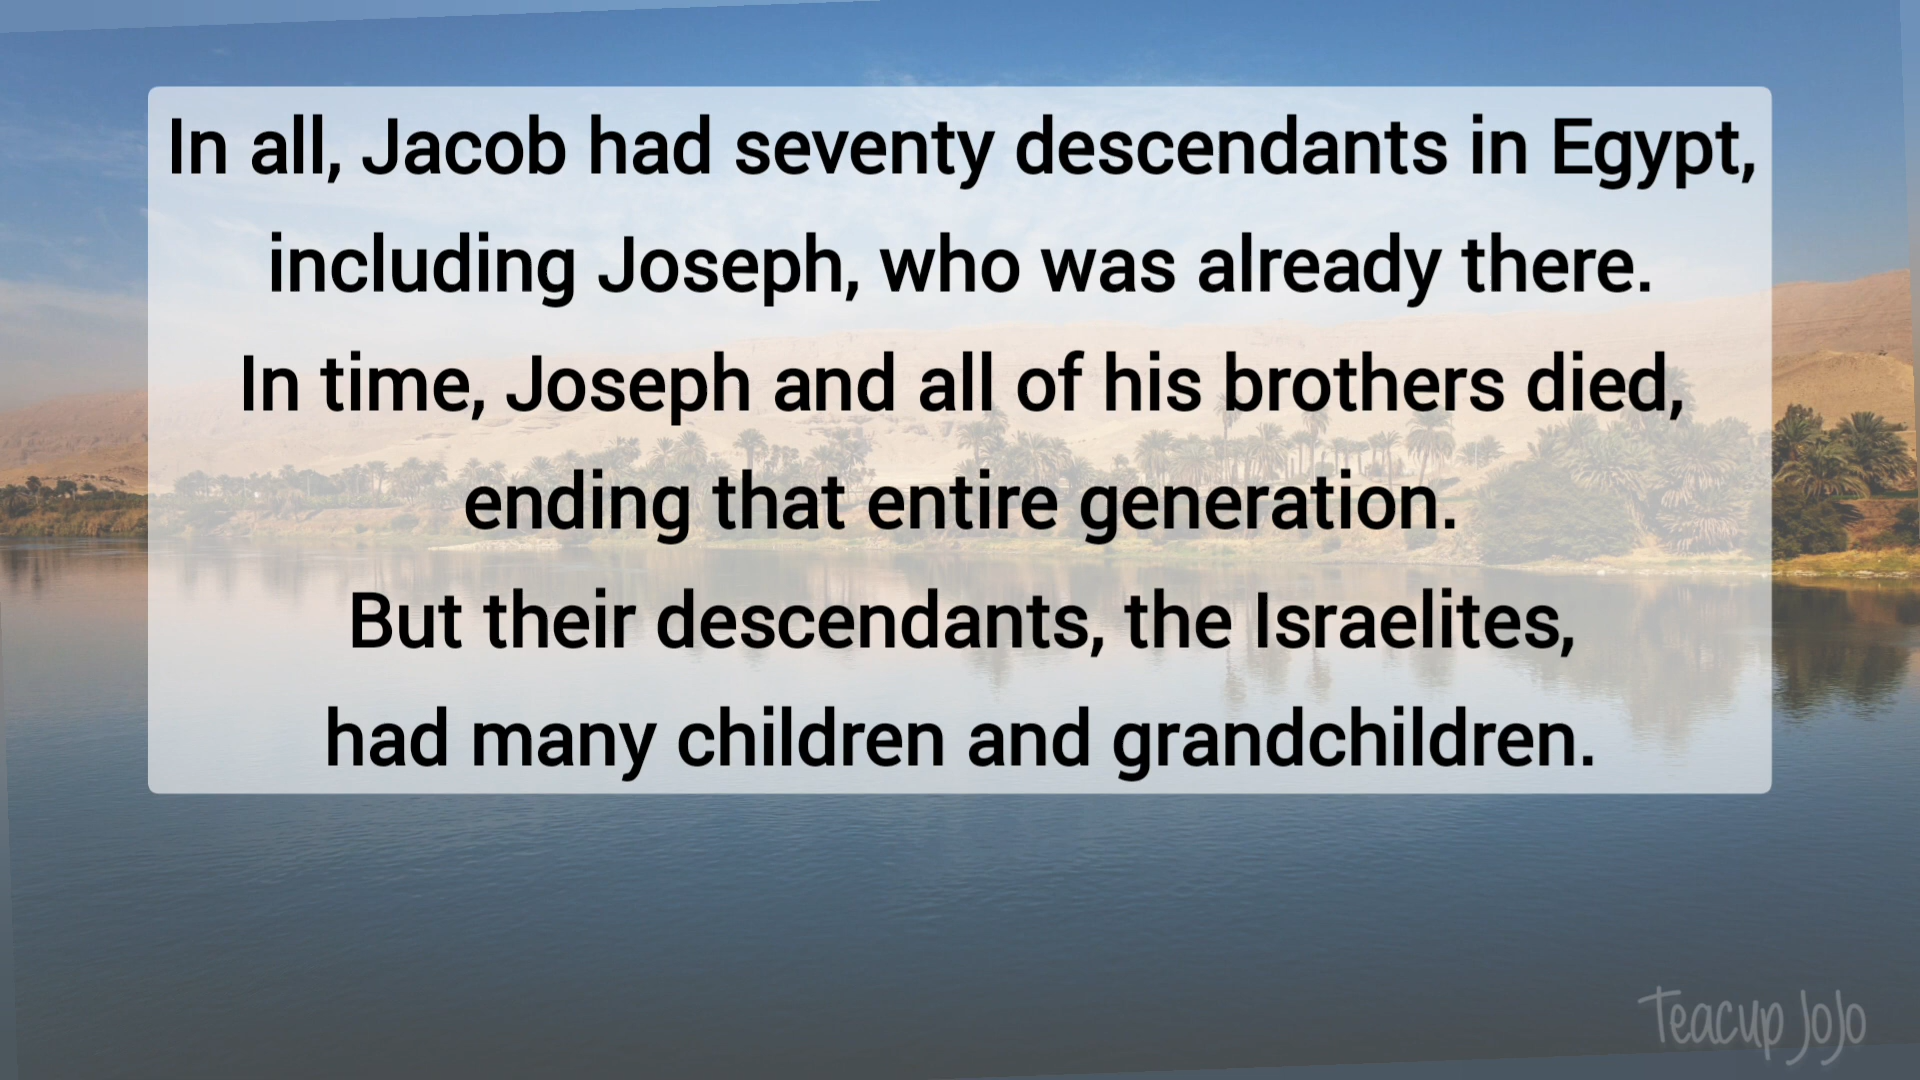 In all, Jacob had seventy descendants in Egypt,
including Joseph, who was already there.
In time, Joseph and all of his brothers died,
ending that entire generation.
But their descendants, the Israelites,
had many children and grandchildren.
Teacup JoJo